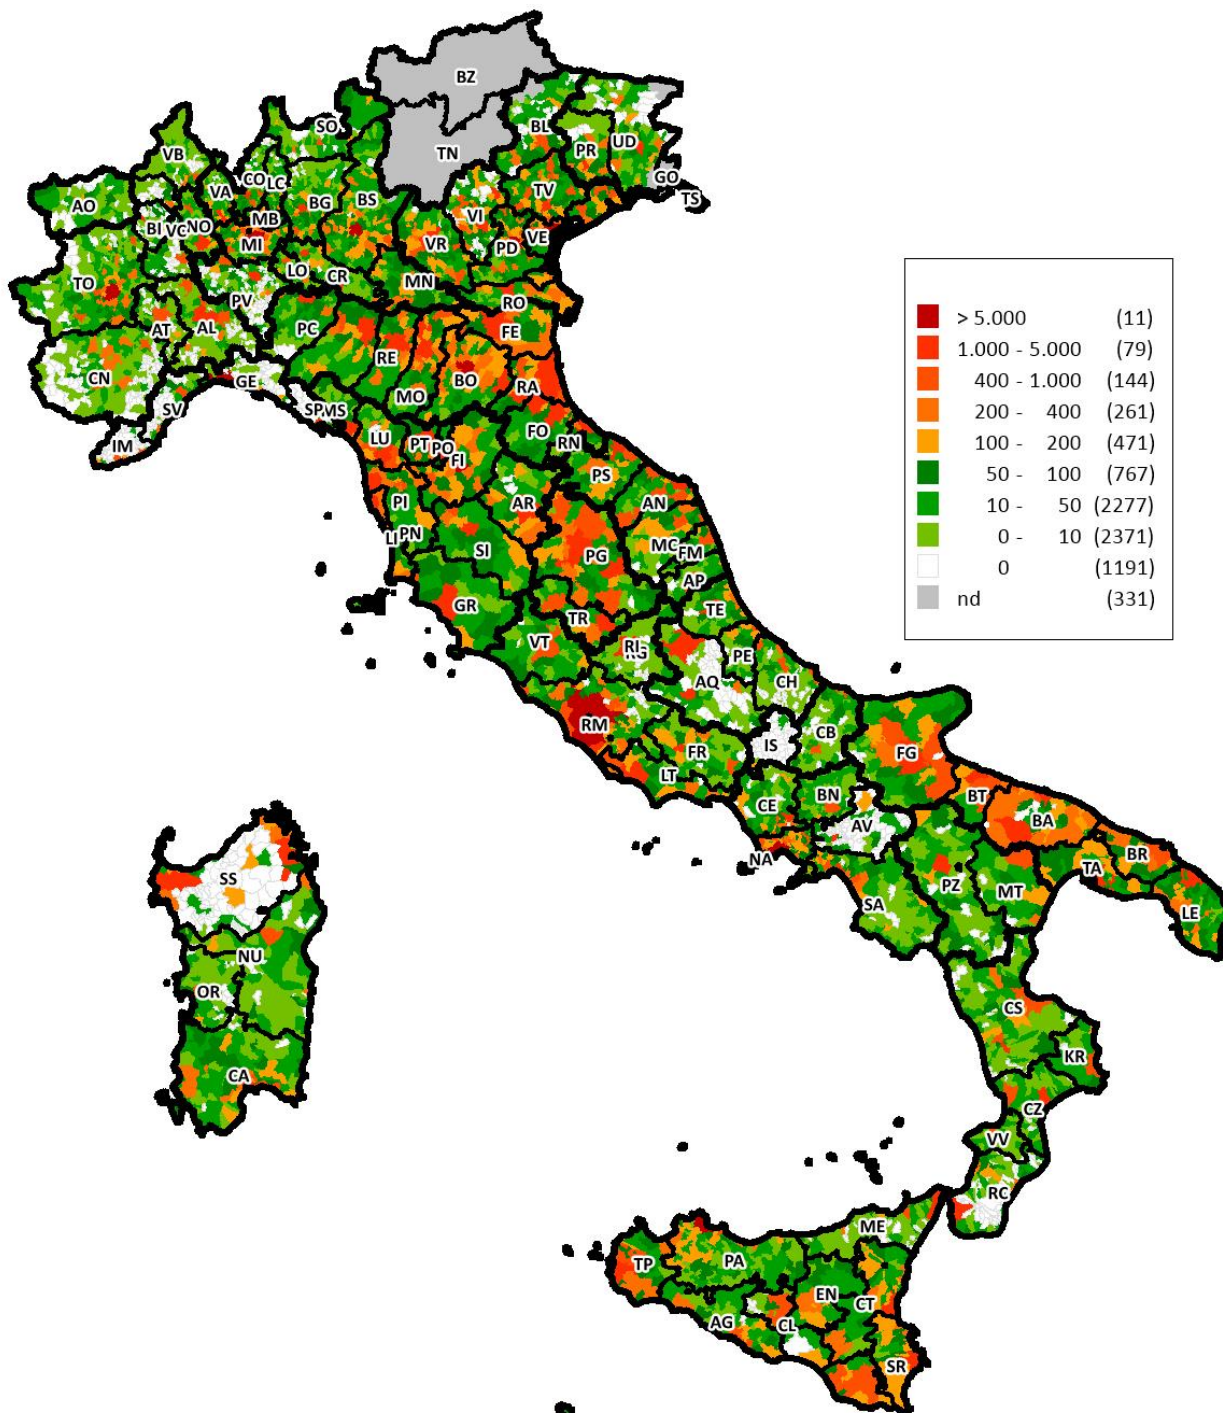 BZ
SO
BL
UD
VB
TN
PR
GO
CO
LC
VA
BG
BS
TV
TS
AO
MB
VI
BI
VC
NO
MI
VR
VE
PD
LO
CR
TO
MN
PV
RO
AT
AL
PC
FE
RE
CN
GE
BO
RA
MO
SV
SP
MS
FO
IM
LU
PT
PO
RN
FI
PS
PI
AR
AN
LI
PN
SI
MC
FM
PG
AP
GR
TE
TR
VT
RI
PE
AQ
CH
RM
IS
CB
FR
FG
LT
CE
BN
BT
BA
AV
NA
BR
TA
SS
PZ
MT
SA
LE
NU
OR
CS
CA
KR
CZ
VV
RC
ME
TP
PA
EN
CT
AG
CL
SR
> 5.000 (11)
1.000 - 5.000 (79)
400 - 1.000 (144)
200 - 400 (261)
100 - 200 (471)
50 - 100 (767)
10 - 50 (2277)
0 - 10 (2371)
0 (1191)
nd (331)